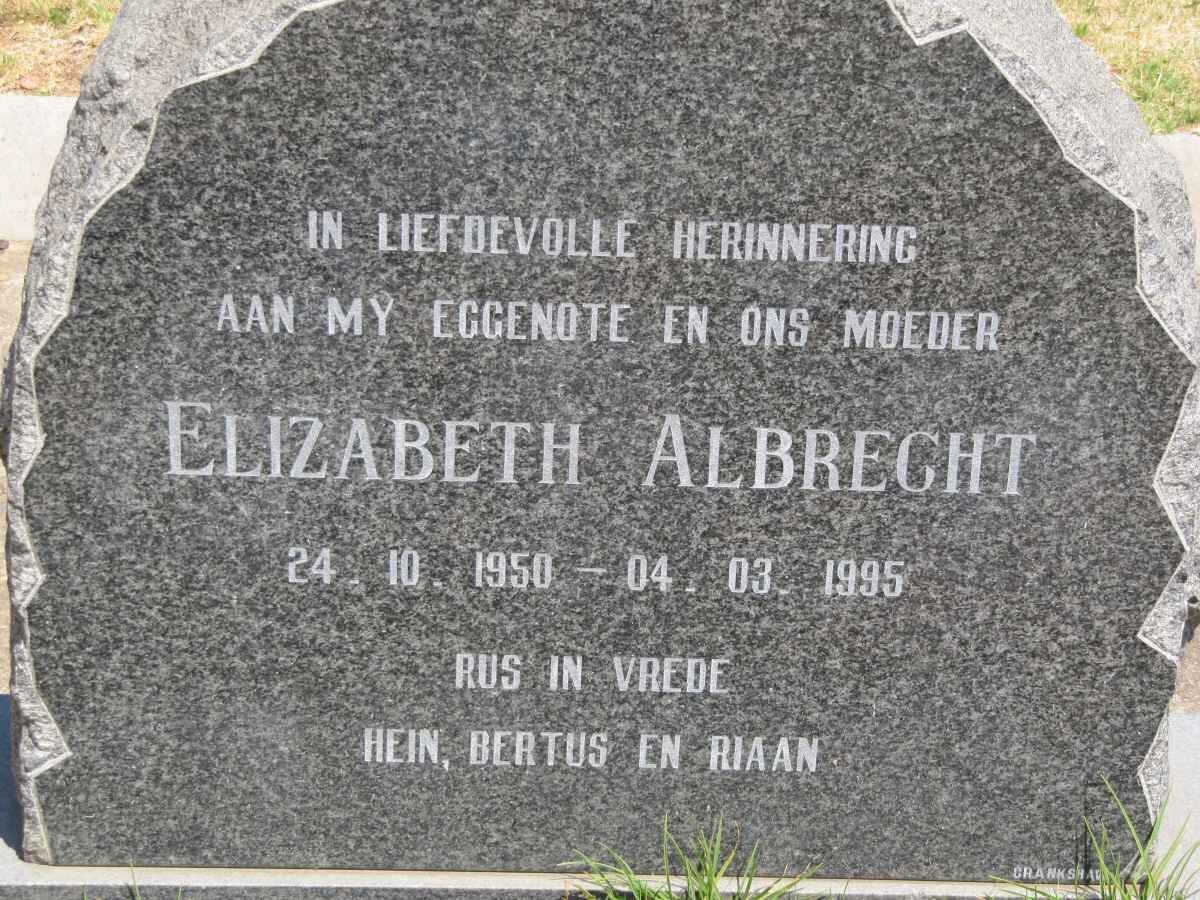 IN LIEFDEVOLLE HERINNERING
AAN MY EGGENOTE EN ONS MOEDER
ELIZABETH ALBRECHT
24. 10. 1950 – 04. 03. 1995
RUS IN VREDE
HEIN, BERTUS EN RIAAN